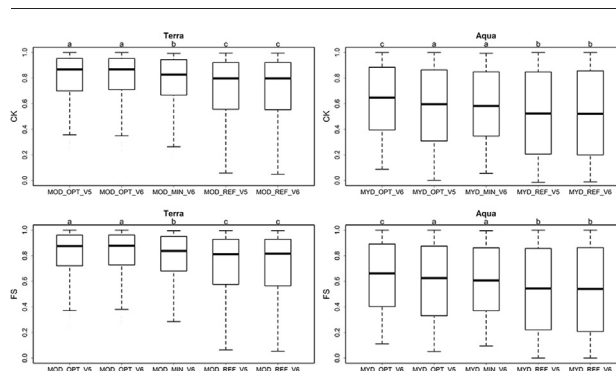 Terra
a a b c c
CK
0.0 0.2 0.4 0.6 0.8 1.0
MOD_OPT_V5 MOD_OPT_V6 MOD_MIN_V6 MOD_REF_V5 MOD_REF_V6
Aqua
c a a b b
CK
0.0 0.2 0.4 0.6 0.8 1.0
MYD_OPT_V6 MYD_OPT_V5 MYD_MIN_V6 MYD_REF_V5 MYD_REF_V6
Terra
a a b c c
FS
0.0 0.2 0.4 0.6 0.8 1.0
MOD_OPT_V5 MOD_OPT_V6 MOD_MIN_V6 MOD_REF_V5 MOD_REF_V6
Aqua
c a a b b
FS
0.0 0.2 0.4 0.6 0.8 1.0
MYD_OPT_V6 MYD_OPT_V5 MYD_MIN_V6 MYD_REF_V5 MYD_REF_V6